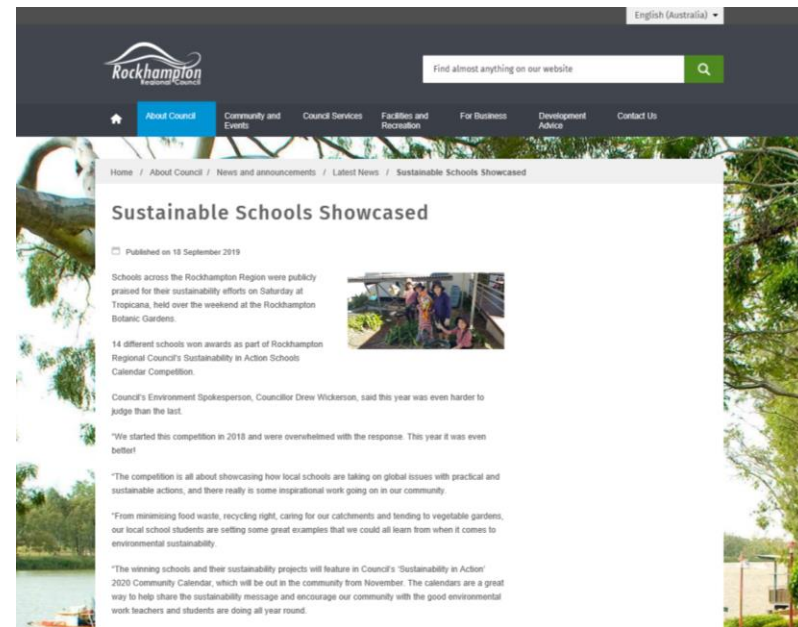 English (Australia)
Rockhampton
Regional Council
Find almost anything on our website
About Council
Community and
Events
Council Services
Facilities and
Recreation
For Business
Development
Advice
Contact Us
Home / About Council / News and announcements / Latest News / Sustainable Schools Showcased
Sustainable Schools Showcased
Published on 18 September 2019
Schools across the Rockhampton Region were publicly
praised for their sustainability efforts on Saturday at
Tropicana, held over the weekend at the Rockhampton
Botanic Gardens.
14 different schools won awards as part of Rockhampton
Regional Council's Sustainability in Action Schools
Calendar Competition.
Council's Environment Spokesperson, Councillor Drew Wickerson, said this year was even harder to
judge than the last.
"We started this competition in 2018 and were overwhelmed with the response. This year it was even
better!
"The competition is all about showcasing how local schools are taking on global issues with practical and
sustainable actions, and there really is some inspirational work going on in our community.
"From minimising food waste, recycling right, caring for our catchments and tending to vegetable gardens,
our local school students are setting some great examples that we could all learn from when it comes to
environmental sustainability.
"The winning schools and their sustainability projects will feature in Council's 'Sustainability in Action'
2020 Community Calendar, which will be out in the community from November. The calendars are a great
way to help share the sustainability message and encourage our community with the good environmental
work teachers and students are doing all year round.